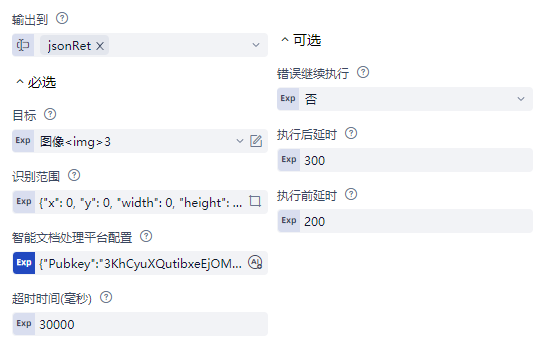 输出到
jsonRet
必选
目标
Exp 图像<img>3
识别范围
Exp {"x": 0, "y": 0, "width": 0, "height": ...
智能文档处理平台配置
Exp {"Pubkey":"3KhCyuXQutibxeEjOM...
超时时间(毫秒)
Exp 30000
可选
错误继续执行
Exp 否
执行后延时
Exp 300
执行前延时
Exp 200